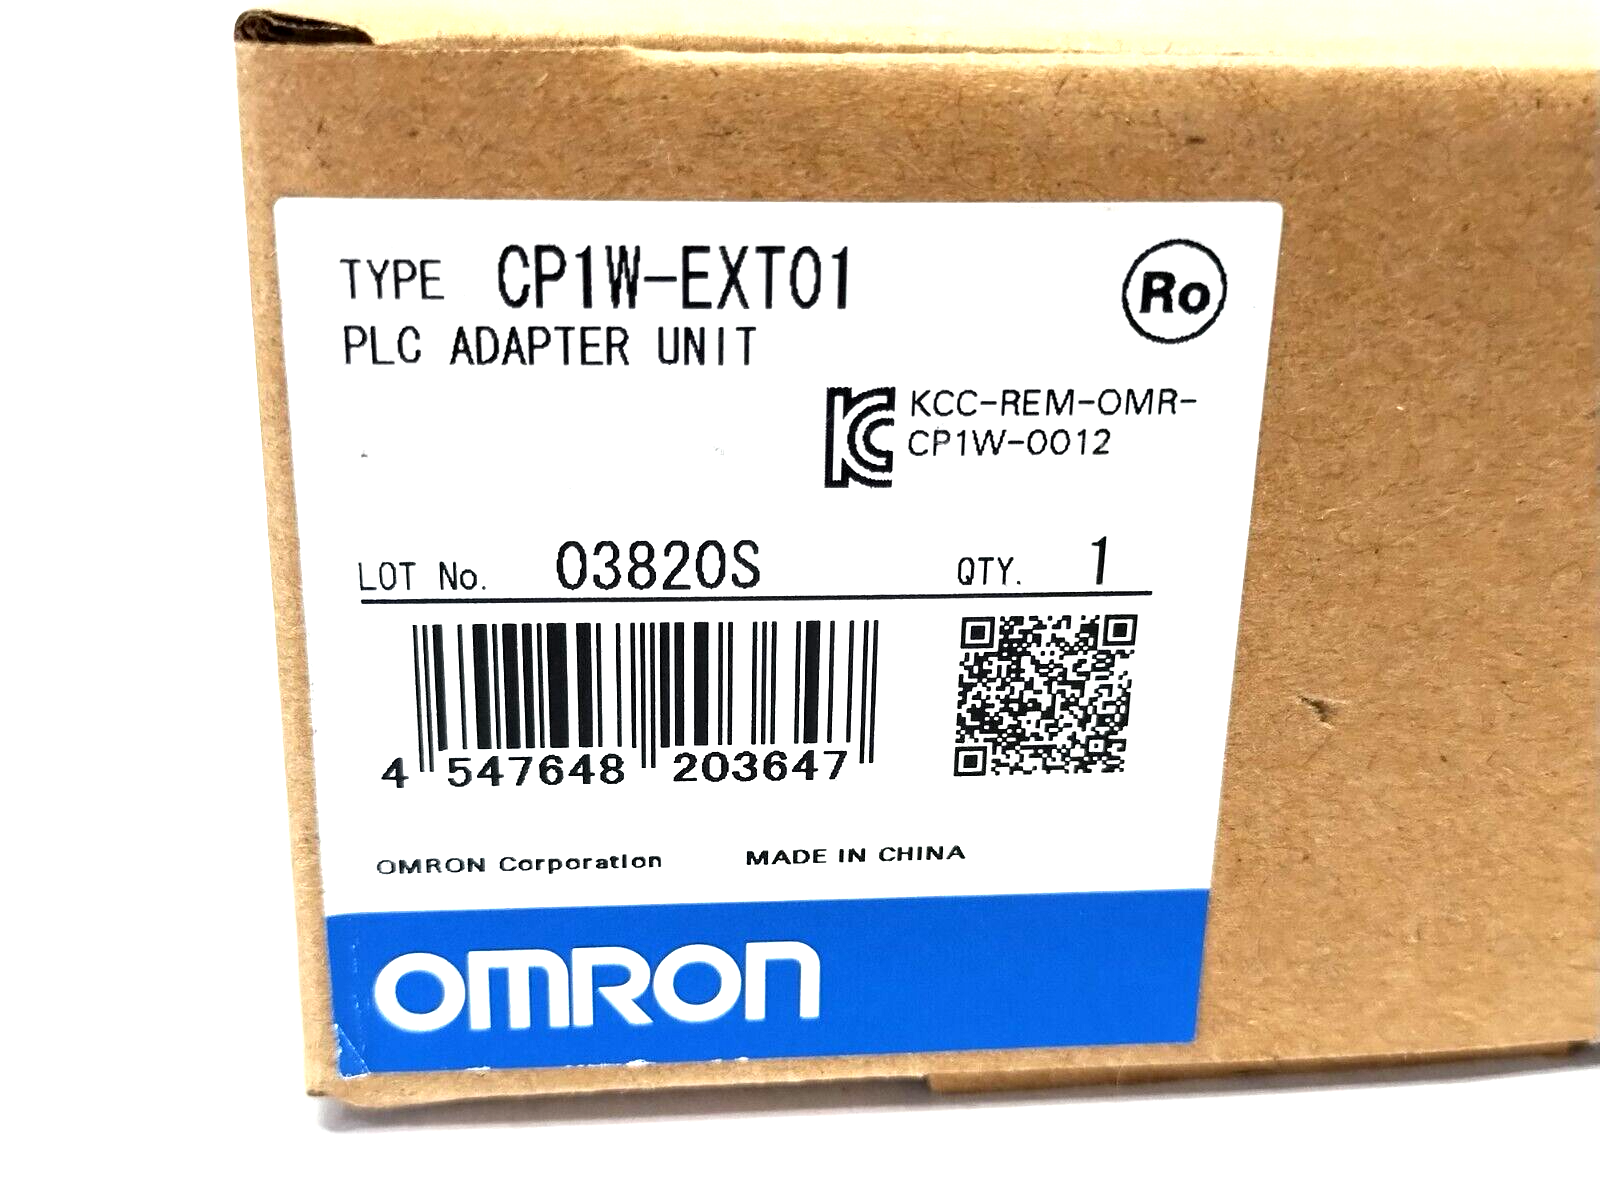 TYPE CP1W-EXT01
Ro
PLC ADAPTER UNIT
KC KCC-REM-OMR-
CP1W-0012
LOT No. 03820S QTY. 1
4 547648 203647
OMRON Corporation MADE IN CHINA
OMRON